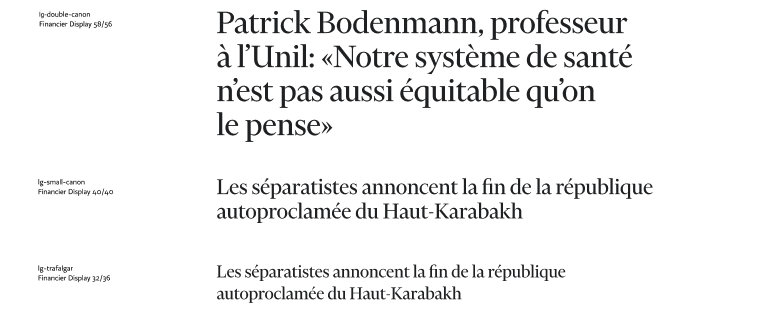 lg-double-canon
Financier Display 58/56
Patrick Bodenmann, professeur
à l’Unil: «Notre système de santé
n’est pas aussi équitable qu’on
le pense»
lg-small-canon
Financier Display 40/40
Les séparatistes annoncent la fin de la république
autoproclamée du Haut-Karabakh
lg-trafalgar
Financier Display 32/36
Les séparatistes annoncent la fin de la république
autoproclamée du Haut-Karabakh